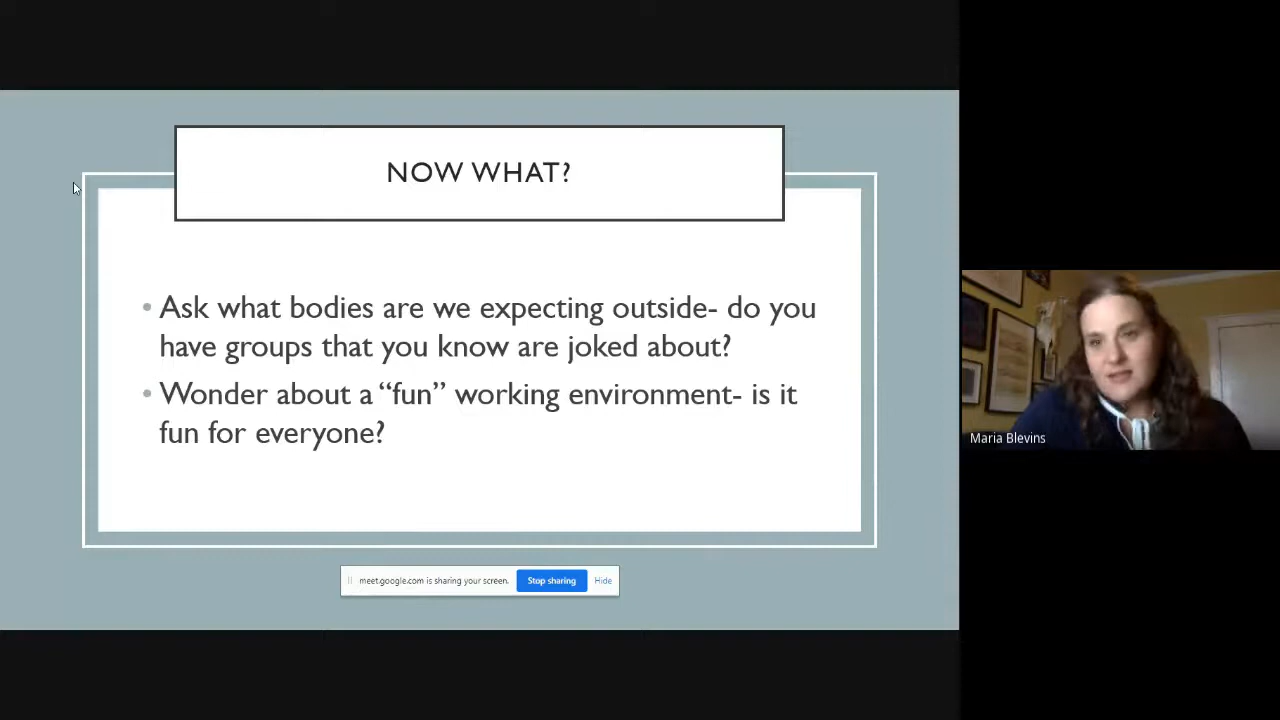 NOW WHAT?
• Ask what bodies are we expecting outside- do you
have groups that you know are joked about?
• Wonder about a “fun” working environment- is it
fun for everyone?
meet.google.com is sharing your screen. Stop sharing Hide
Maria Blevins